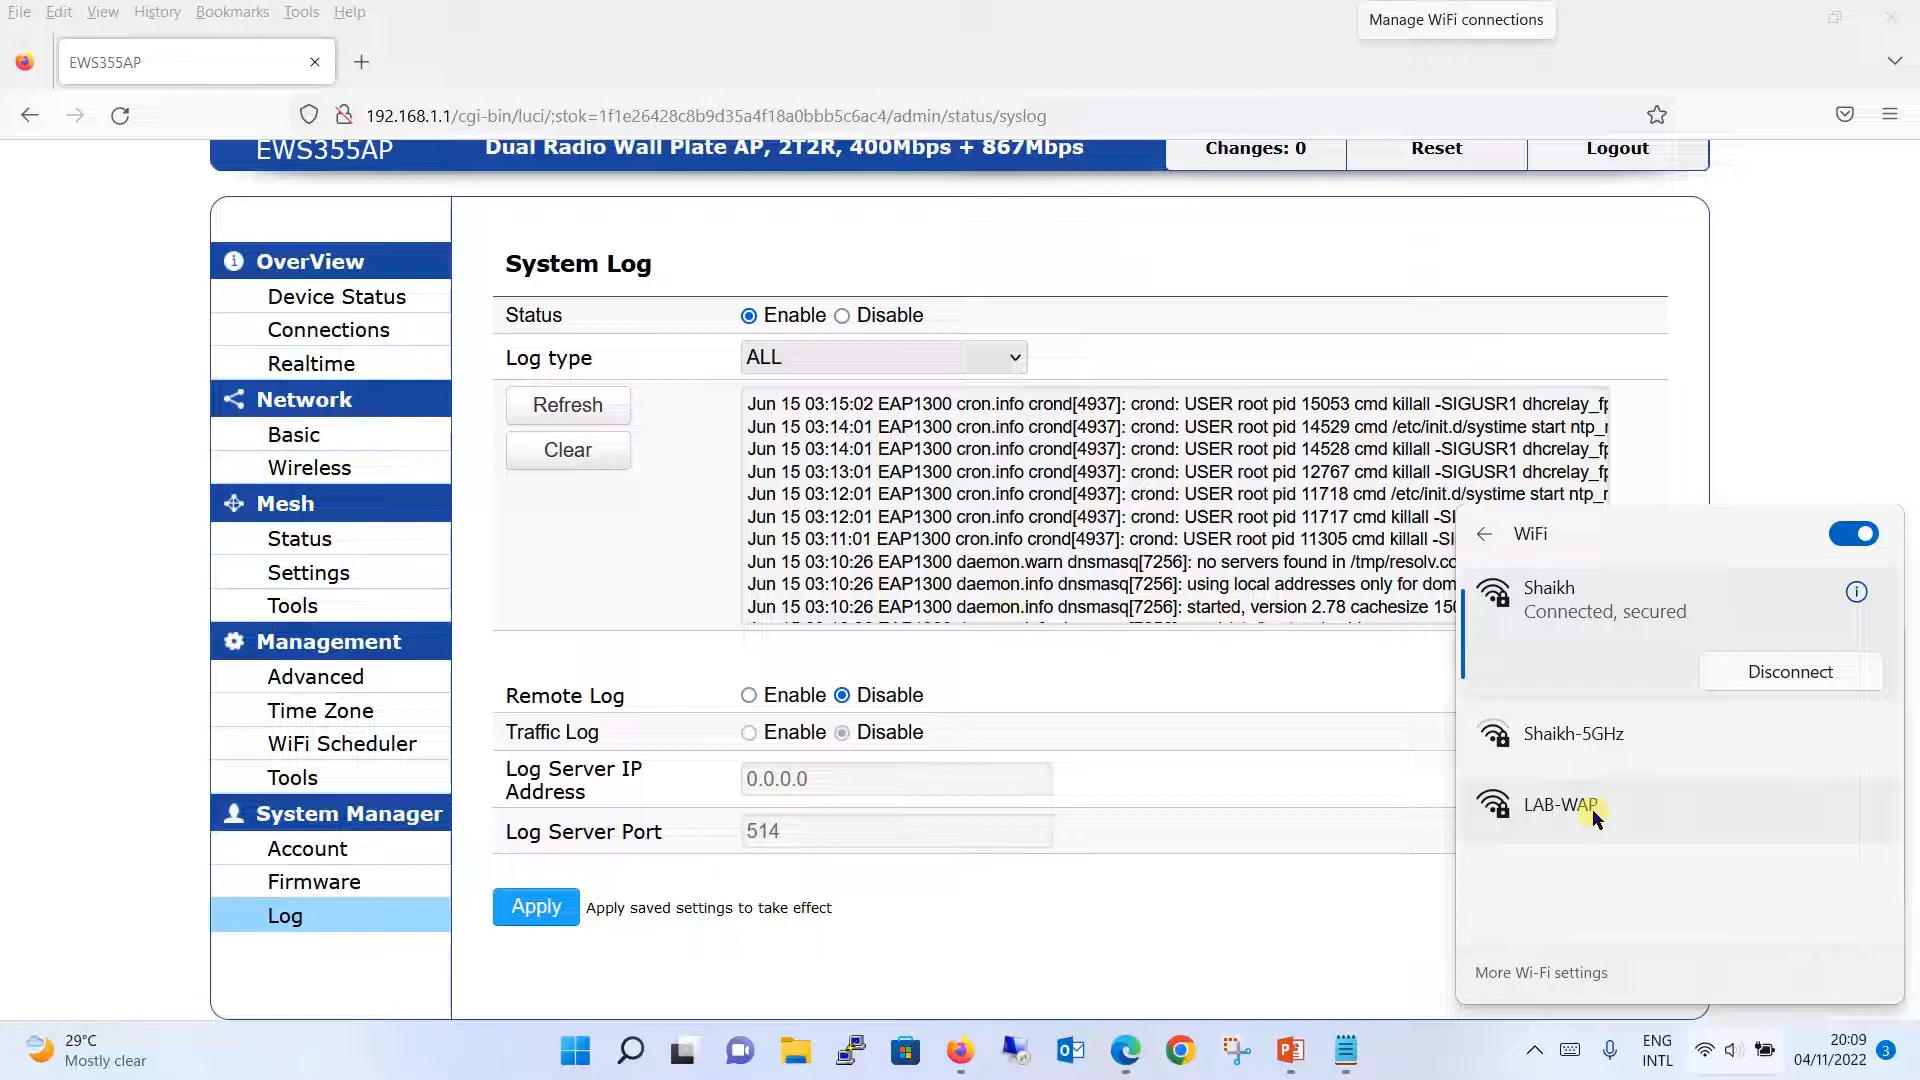 File Edit View History Bookmarks Tools Help
Manage WiFi connections
EWS355AP
192.168.1.1/cgi-bin/luci/;stok=1f1e26428c8b9d35a4f18a0bbb5c6ac4/admin/status/syslog
EWS355AP Dual Radio Wall Plate AP, 2T2R, 400Mbps + 867Mbps Changes: 0 Reset Logout
OverView
Device Status
Connections
Realtime
Network
Basic
Wireless
Mesh
Status
Settings
Tools
Management
Advanced
Time Zone
WiFi Scheduler
Tools
System Manager
Account
Firmware
Log
System Log
Status Enable Disable
Log type ALL
Refresh
Clear
Jun 15 03:15:02 EAP1300 cron.info crond[4937]: crond: USER root pid 15053 cmd killall -SIGUSR1 dhcrelay_fp
Jun 15 03:14:01 EAP1300 cron.info crond[4937]: crond: USER root pid 14529 cmd /etc/init.d/systime start ntp_r
Jun 15 03:14:01 EAP1300 cron.info crond[4937]: crond: USER root pid 14528 cmd killall -SIGUSR1 dhcrelay_fp
Jun 15 03:13:01 EAP1300 cron.info crond[4937]: crond: USER root pid 12767 cmd killall -SIGUSR1 dhcrelay_fp
Jun 15 03:12:01 EAP1300 cron.info crond[4937]: crond: USER root pid 11718 cmd /etc/init.d/systime start ntp_r
Jun 15 03:12:01 EAP1300 cron.info crond[4937]: crond: USER root pid 11717 cmd killall -SI
Jun 15 03:11:01 EAP1300 cron.info crond[4937]: crond: USER root pid 11305 cmd killall -SI
Jun 15 03:10:26 EAP1300 daemon.warn dnsmasq[7256]: no servers found in /tmp/resolv.co
Jun 15 03:10:26 EAP1300 daemon.info dnsmasq[7256]: using local addresses only for dom
Jun 15 03:10:26 EAP1300 daemon.info dnsmasq[7256]: started, version 2.78 cachesize 150
Remote Log Enable Disable
Traffic Log Enable Disable
Log Server IP Address 0.0.0.0
Log Server Port 514
Apply Apply saved settings to take effect
WiFi
Shaikh
Connected, secured
Disconnect
Shaikh-5GHz
LAB-WAP
More Wi-Fi settings
29°C
Mostly clear
ENG
INTL
20:09
04/11/2022
3